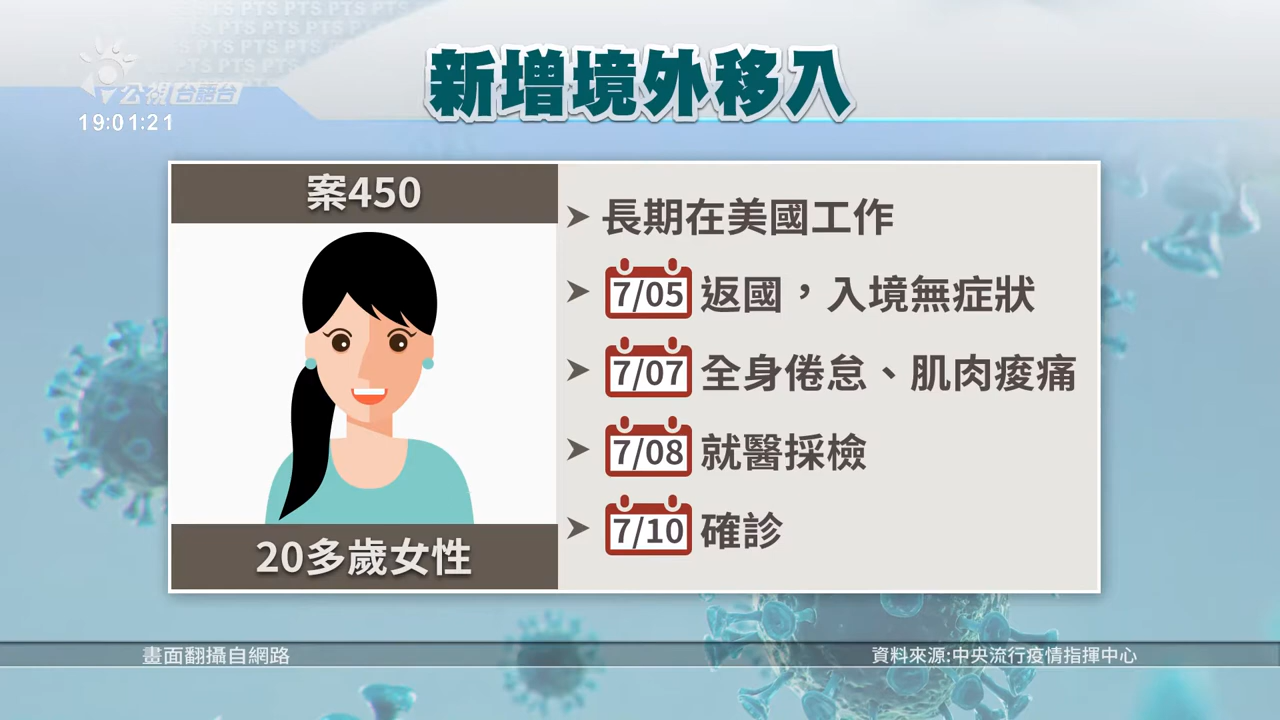 PTS PTS PTS PTS
公視台語台
19:01:21
新增境外移入
案450
20多歲女性
➤ 長期在美國工作
➤ 7/05 返國，入境無症狀
➤ 7/07 全身倦怠、肌肉痠痛
➤ 7/08 就醫採檢
➤ 7/10 確診
畫面翻攝自網路
資料來源:中央流行疫情指揮中心